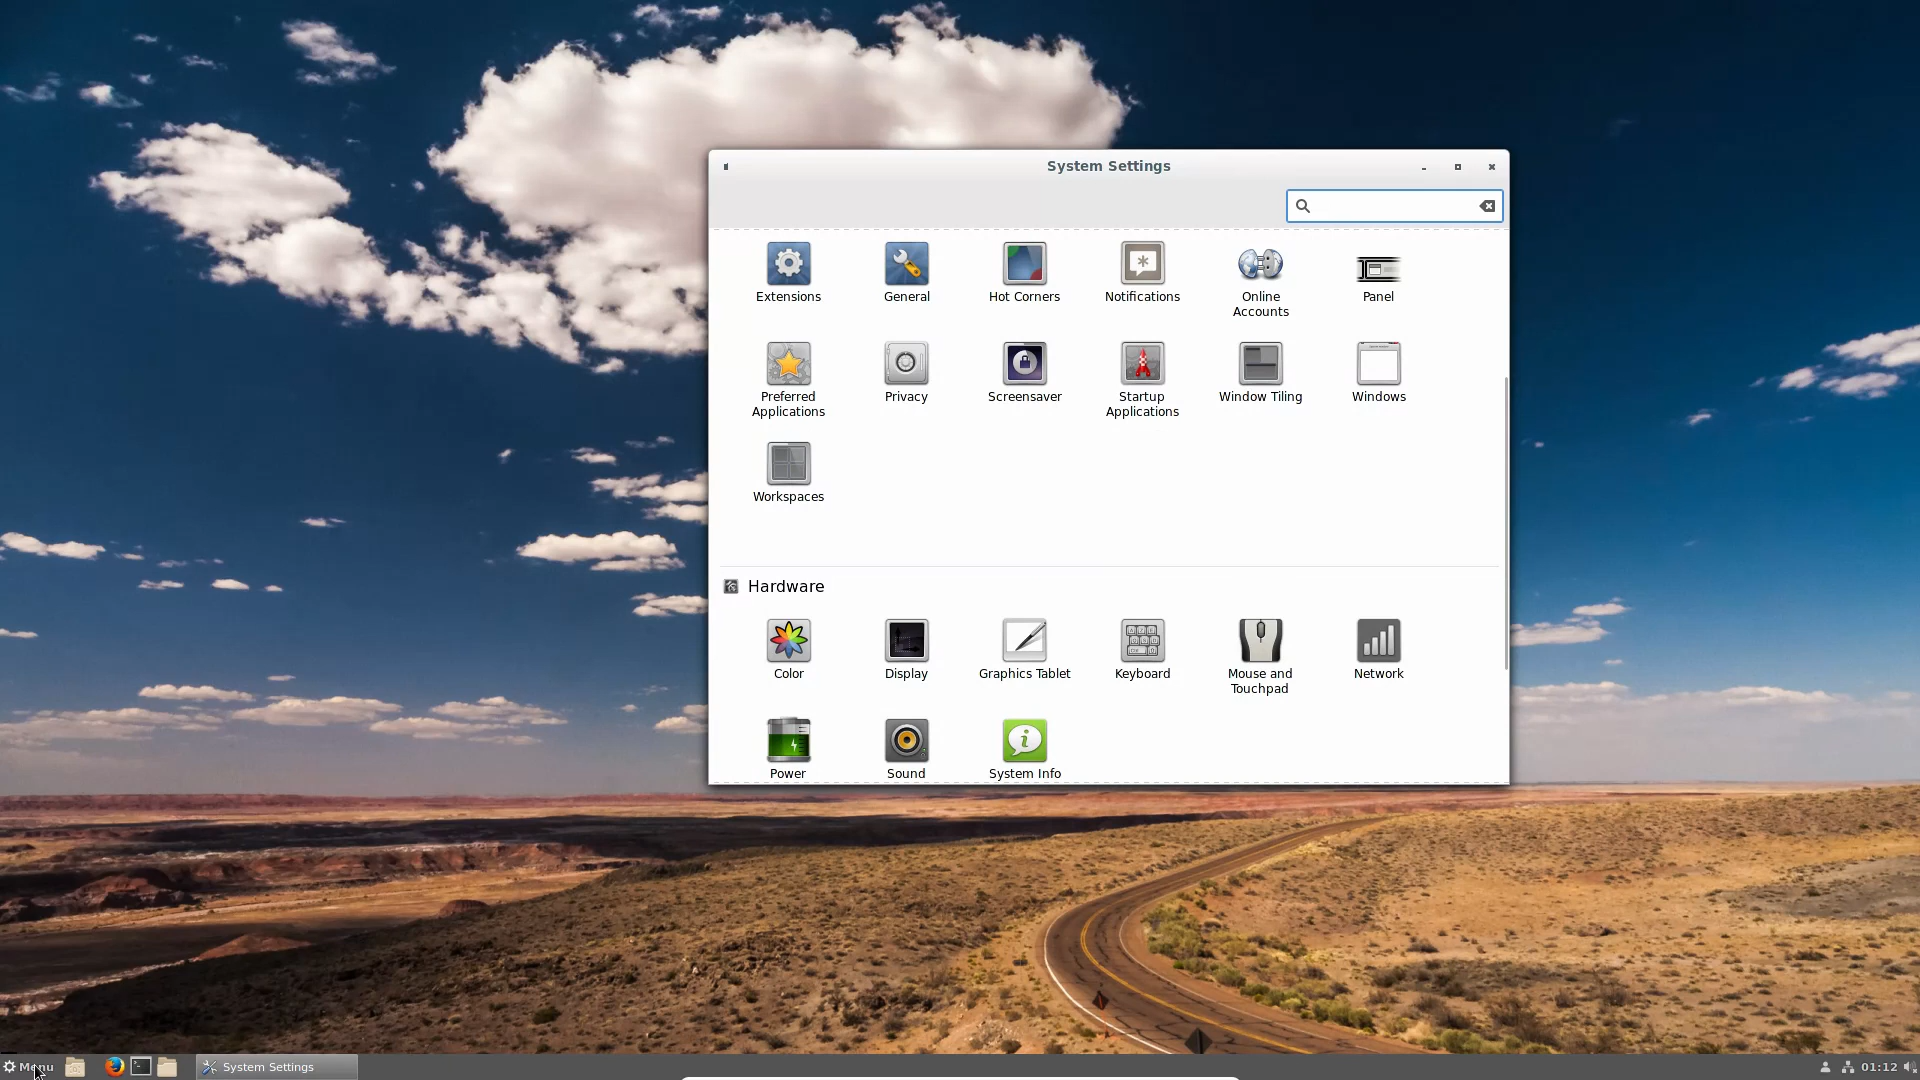 System Settings
Extensions
General
Hot Corners
Notifications
Online
Accounts
Panel
Preferred
Applications
Privacy
Screensaver
Startup
Applications
Window Tiling
Windows
Workspaces
Hardware
Color
Display
Graphics Tablet
Keyboard
Mouse and
Touchpad
Network
Power
Sound
System Info
Menu
System Settings
01:12